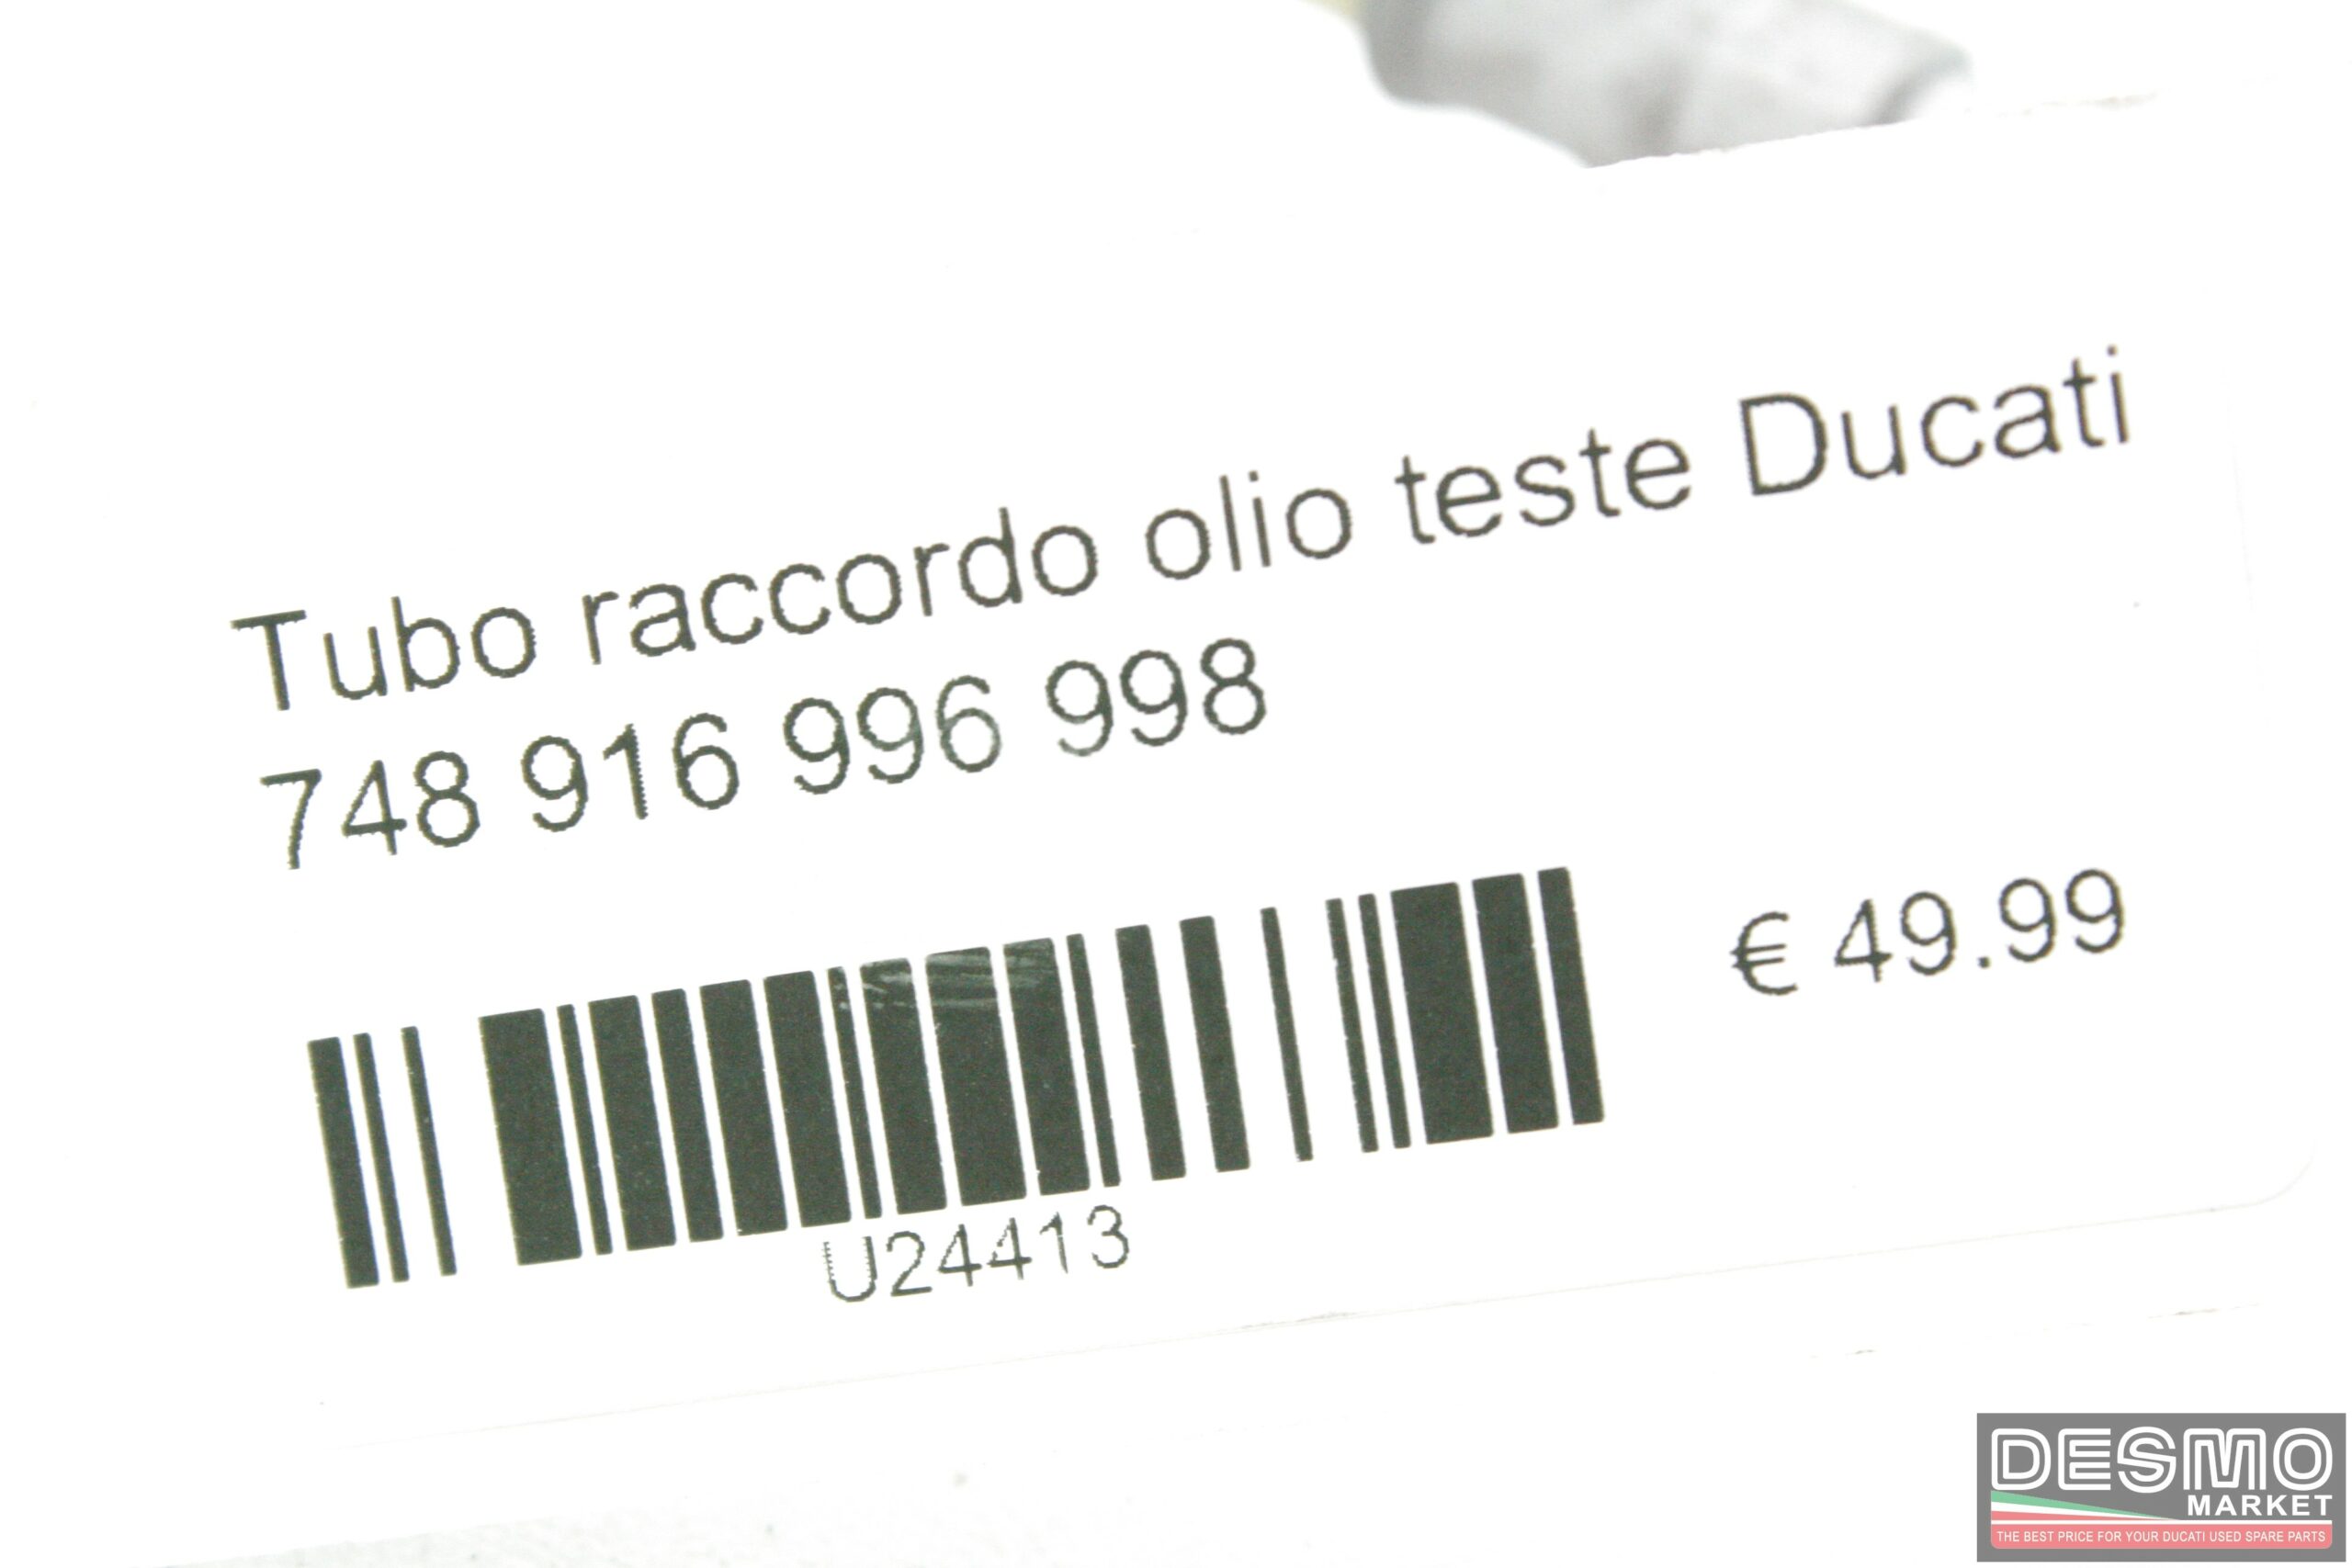 Tubo raccordo olio teste Ducati
748 916 996 998
€ 49.99
U24413
DESMO
MARKET
THE BEST PRICE FOR YOUR DUCATI USED SPARE PARTS